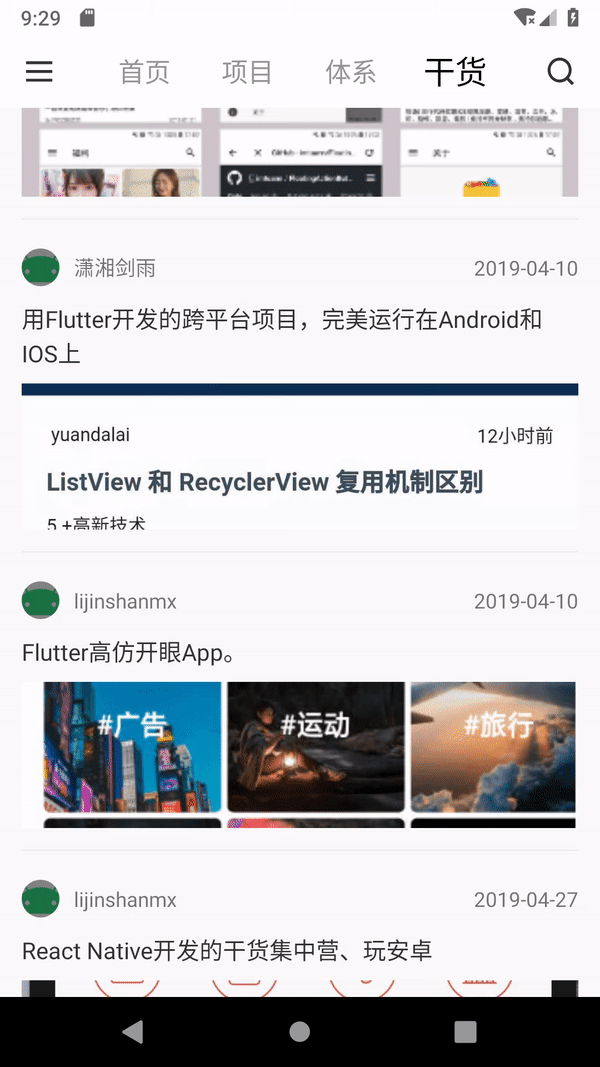 9:29
首页 项目 体系 干货
关于
福利
关于
潇湘剑雨 2019-04-10
用Flutter开发的跨平台项目，完美运行在Android和
IOS上
yuandalai 12小时前
ListView 和 RecyclerView 复用机制区别
5 +高新技术
lijinshanmx 2019-04-10
Flutter高仿开眼App。
#广告 #运动 #旅行
lijinshanmx 2019-04-27
React Native开发的干货集中营、玩安卓